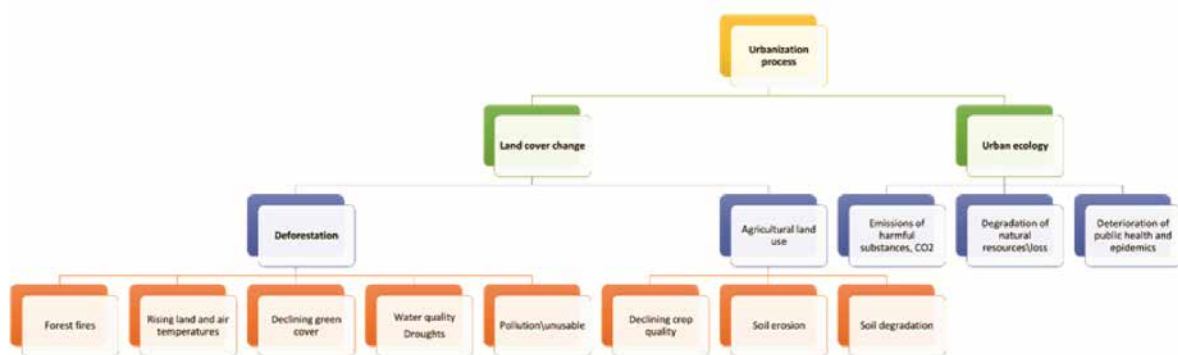 Urbanization
process
Land cover change
Urban ecology
Deforestation
Agricultural land
use
Emissions of
harmful
substances, CO2
Degradation of
natural
resources\loss
Deterioration of
public health and
epidemics
Forest fires
Rising land and air
temperatures
Declining green
cover
Water quality
Droughts
Pollution\unusable
Declining crop
quality
Soil erosion
Soil degradation